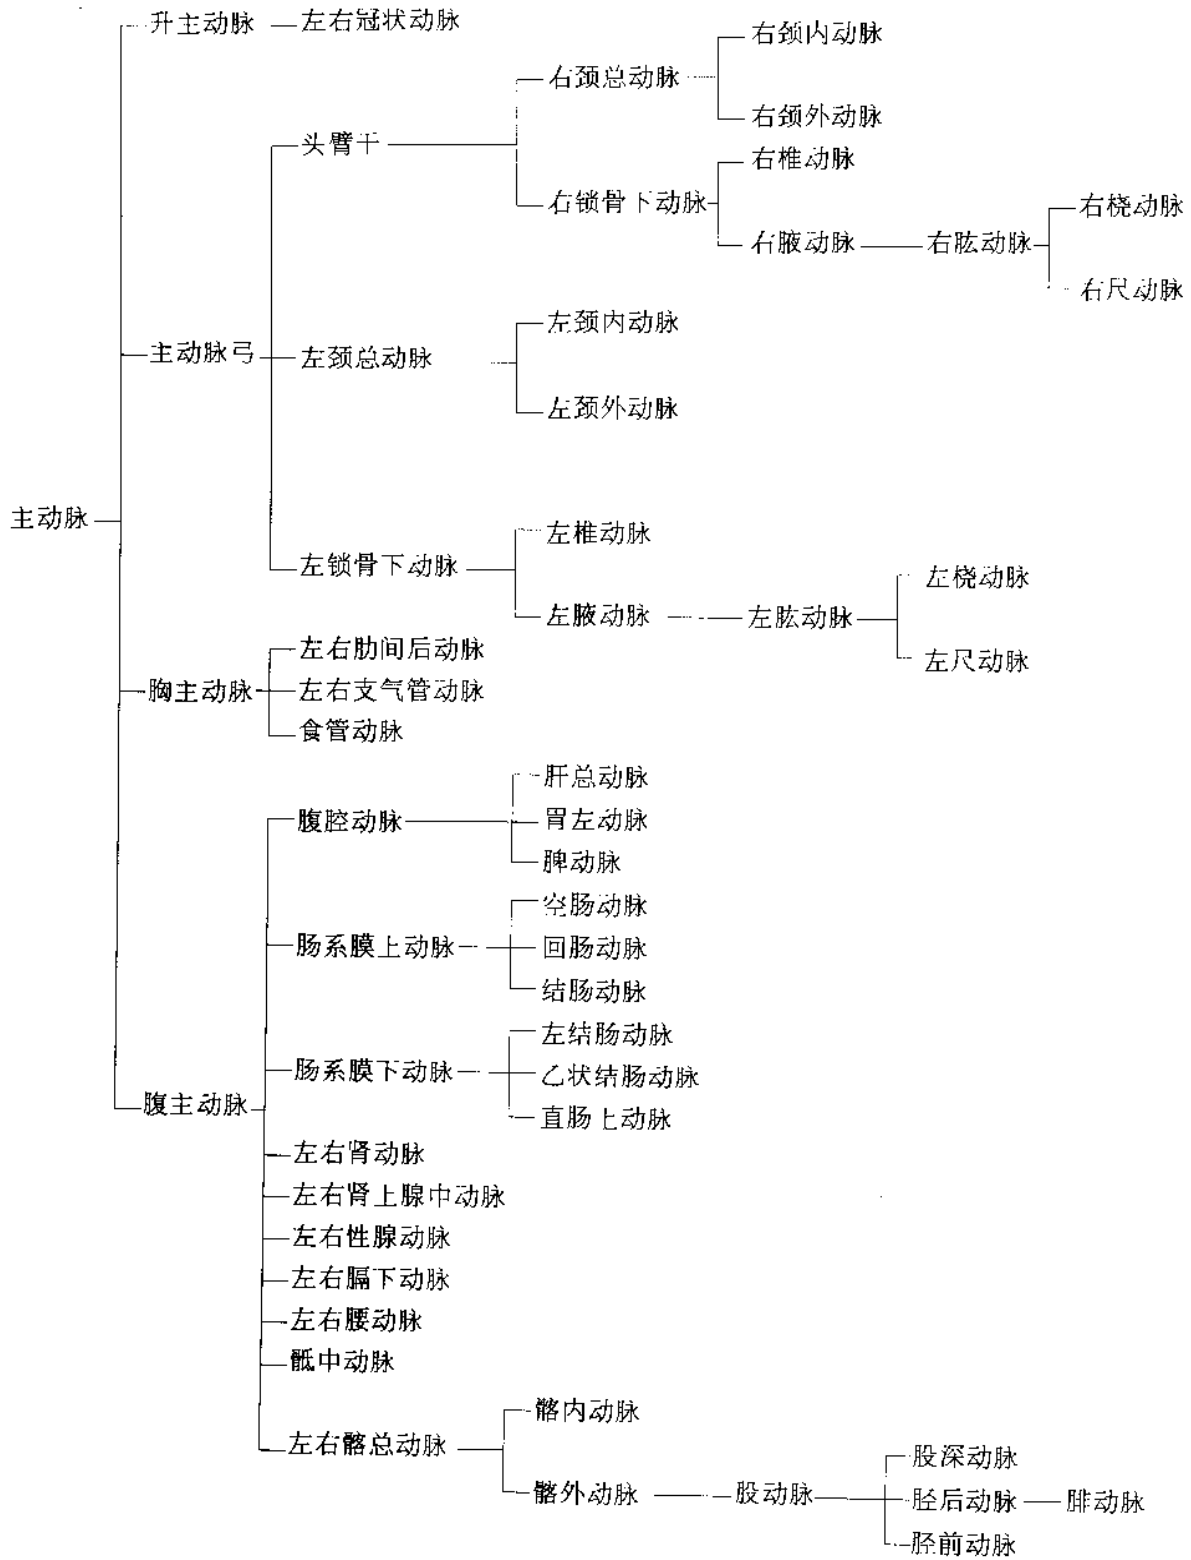 升主动脉
左右冠状动脉
右颈内动脉
右颈总动脉
右颈外动脉
头臂干
右椎动脉
右锁骨下动脉
右桡动脉
右腋动脉
右肱动脉
右尺动脉
左颈内动脉
主动脉弓
左颈总动脉
左颈外动脉
主动脉
左椎动脉
左锁骨下动脉
左桡动脉
左腋动脉
左肱动脉
左尺动脉
左右肋间后动脉
胸主动脉
左右支气管动脉
食管动脉
肝总动脉
腹腔动脉
胃左动脉
脾动脉
空肠动脉
肠系膜上动脉
回肠动脉
结肠动脉
左结肠动脉
肠系膜下动脉
乙状结肠动脉
腹主动脉
直肠上动脉
左右肾动脉
左右肾上腺中动脉
左右性腺动脉
左右膈下动脉
左右腰动脉
骶中动脉
髂内动脉
左右髂总动脉
髂外动脉
股动脉
股深动脉
胫后动脉
腓动脉
胫前动脉